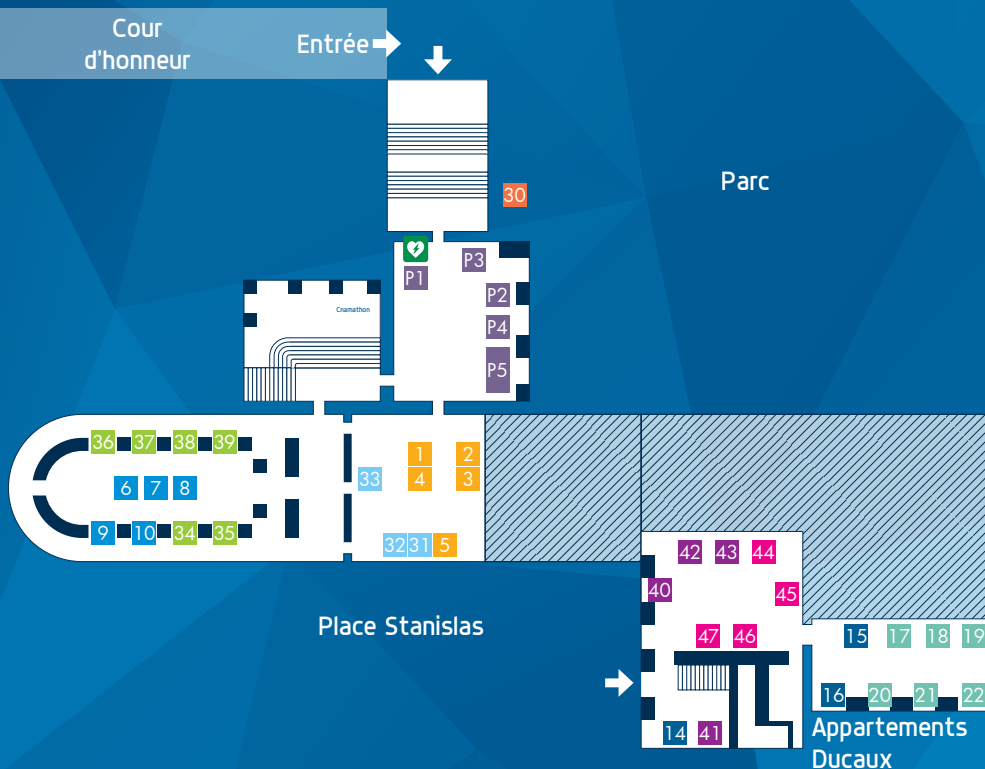 Cour
d'honneur
Entrée
Parc
30
P1
P3
P2
P4
P5
Cnamathon
36 37 38 39
6 7 8
9 10 34 35
33
1 2
4 3
32 31 5
Place Stanislas
42 43 44
40 45
47 46
14 41
15 17 18 19
16 20 21 22
Appartements
Ducaux